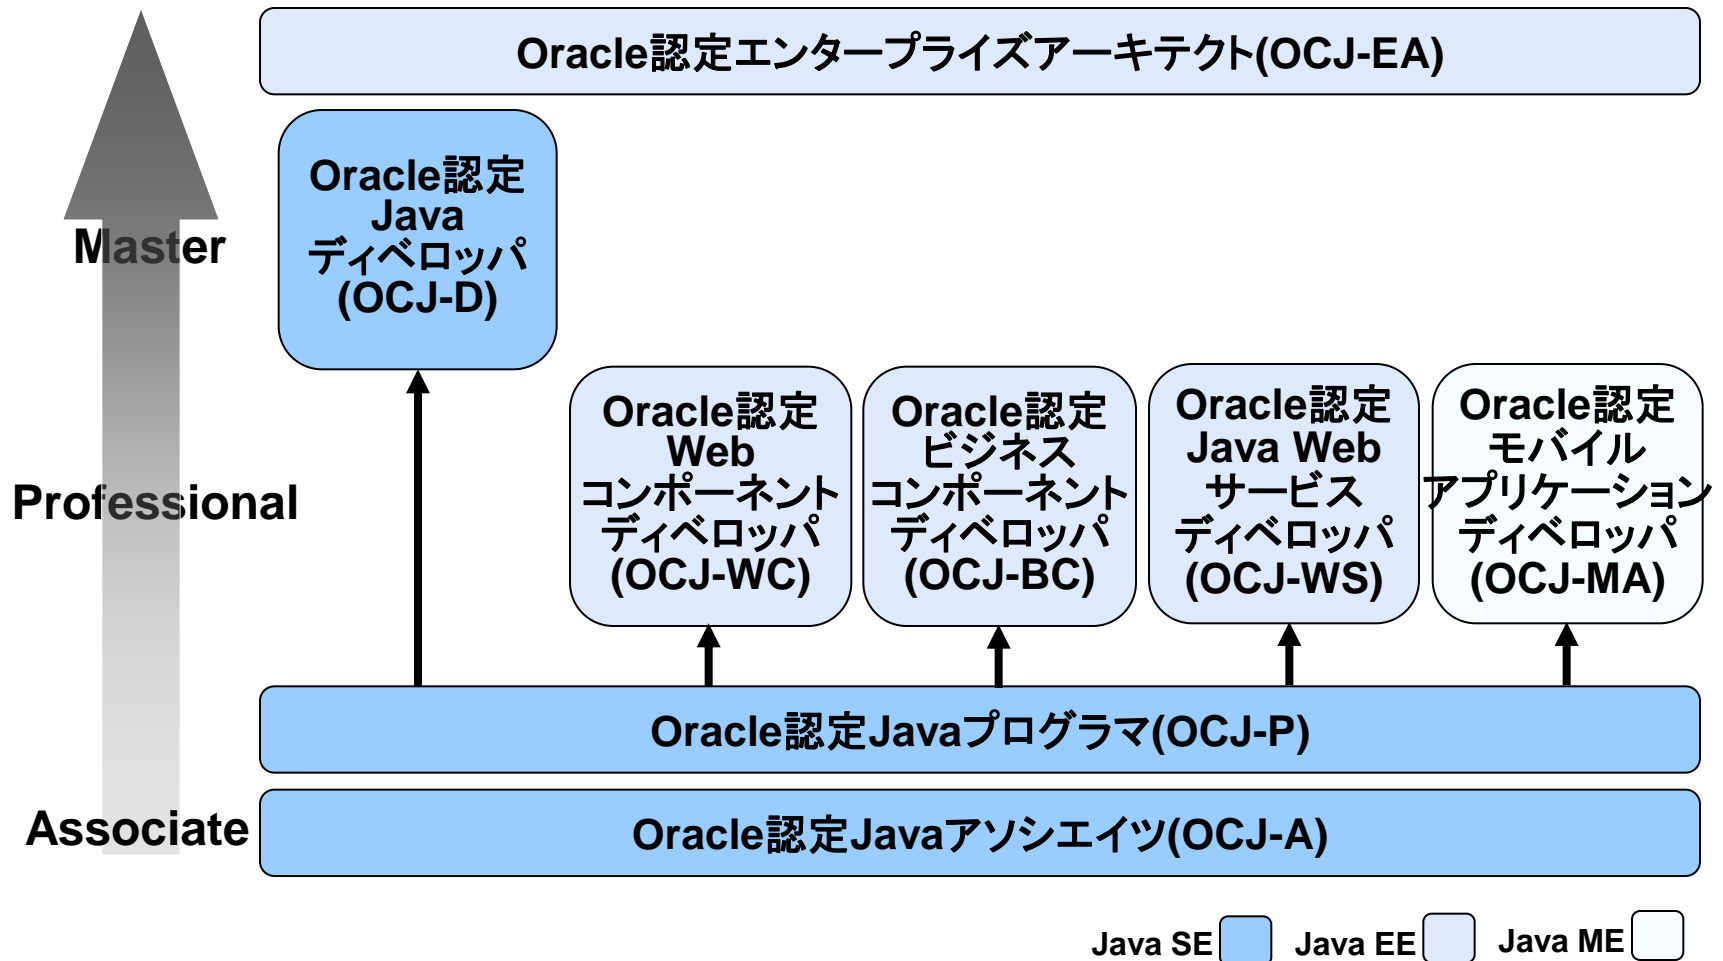 Oracle認定エンタープライズアーキテクト(OCJ-EA)
Oracle認定
Java
ディベロッパ
(OCJ-D)
Master
Oracle認定
Web
コンポーネント
ディベロッパ
(OCJ-WC)
Oracle認定
ビジネス
コンポーネント
ディベロッパ
(OCJ-BC)
Oracle認定
Java Web
サービス
ディベロッパ
(OCJ-WS)
Oracle認定
モバイル
アプリケーション
ディベロッパ
(OCJ-MA)
Professional
Oracle認定Javaプログラマ(OCJ-P)
Associate
Oracle認定Javaアソシエイツ(OCJ-A)
Java SE
Java EE
Java ME